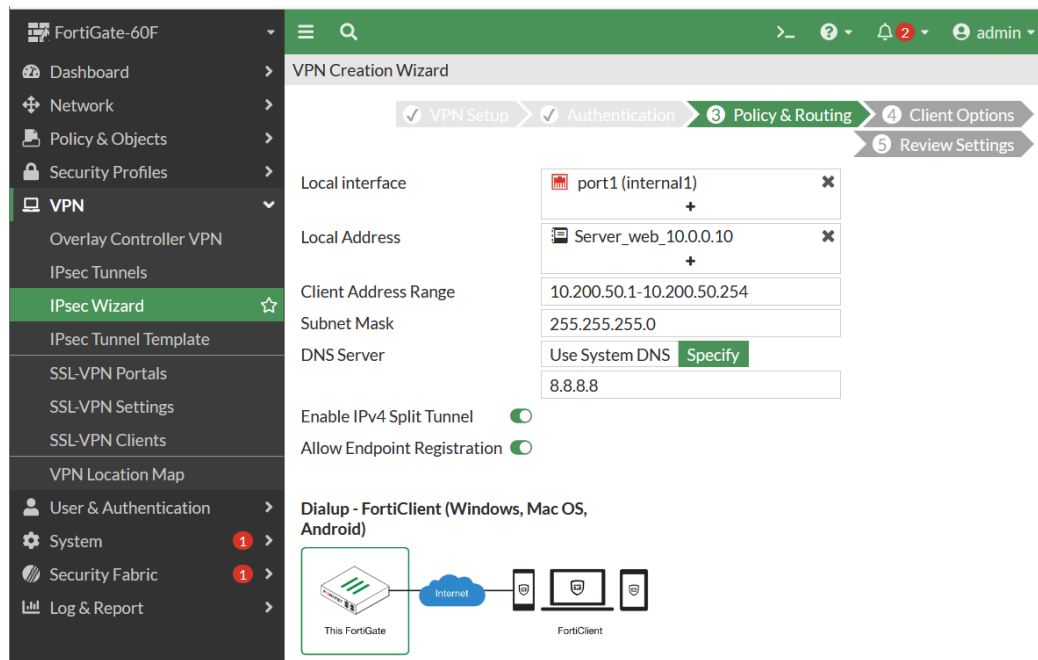 FortiGate-60F
>_
?
2
admin
Dashboard
Network
Policy & Objects
Security Profiles
VPN
Overlay Controller VPN
IPsec Tunnels
IPsec Wizard
IPsec Tunnel Template
SSL-VPN Portals
SSL-VPN Settings
SSL-VPN Clients
VPN Location Map
User & Authentication
System 1
Security Fabric 1
Log & Report
VPN Creation Wizard
VPN Setup
Authentication
3 Policy & Routing
4 Client Options
5 Review Settings
Local interface port1 (internal1)
+
Local Address Server_web_10.0.0.10
+
Client Address Range 10.200.50.1-10.200.50.254
Subnet Mask 255.255.255.0
DNS Server Use System DNS Specify
8.8.8.8
Enable IPv4 Split Tunnel
Allow Endpoint Registration
Dialup - FortiClient (Windows, Mac OS,
Android)
Internet
This FortiGate
FortiClient